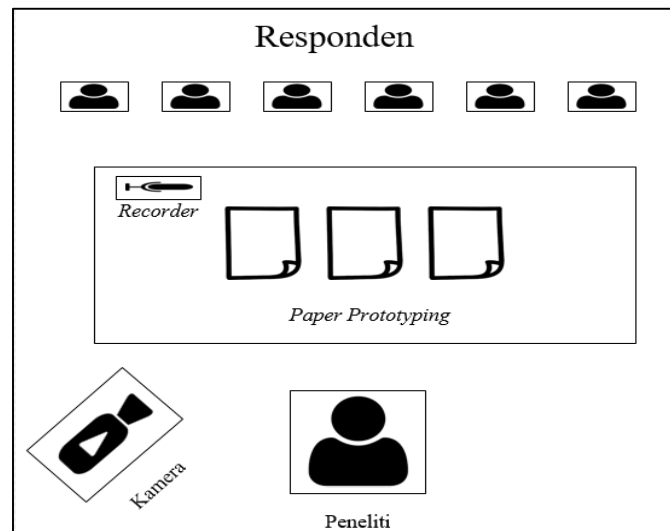 Responden
Recorder
Paper Prototyping
Kamera
Peneliti